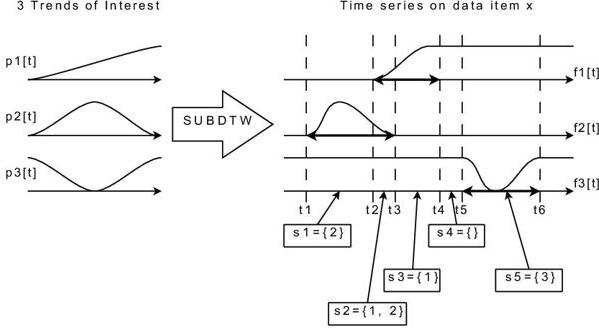 3 Trends of Interest
Time series on data item x
p1[t]
f1[t]
p2[t]
SUBDTW
f2[t]
p3[t]
f3[t]
t1 t2 t3 t4 t5 t6
s1={2}
s4={}
s3={1}
s5={3}
s2={1, 2}